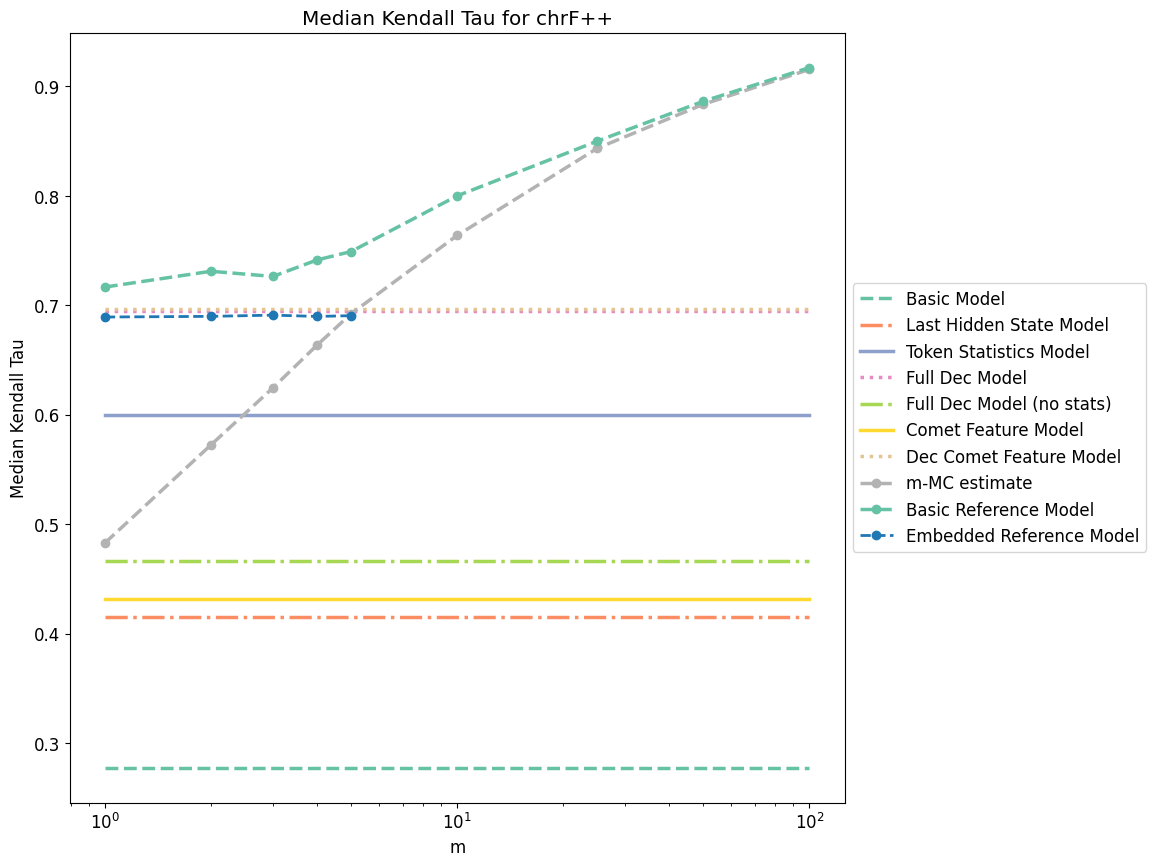 Median Kendall Tau for chrF++
Median Kendall Tau
0.9
0.8
0.7
0.6
0.5
0.4
0.3
10⁰
10¹
10²
m
Basic Model
Last Hidden State Model
Token Statistics Model
Full Dec Model
Full Dec Model (no stats)
Comet Feature Model
Dec Comet Feature Model
m-MC estimate
Basic Reference Model
Embedded Reference Model